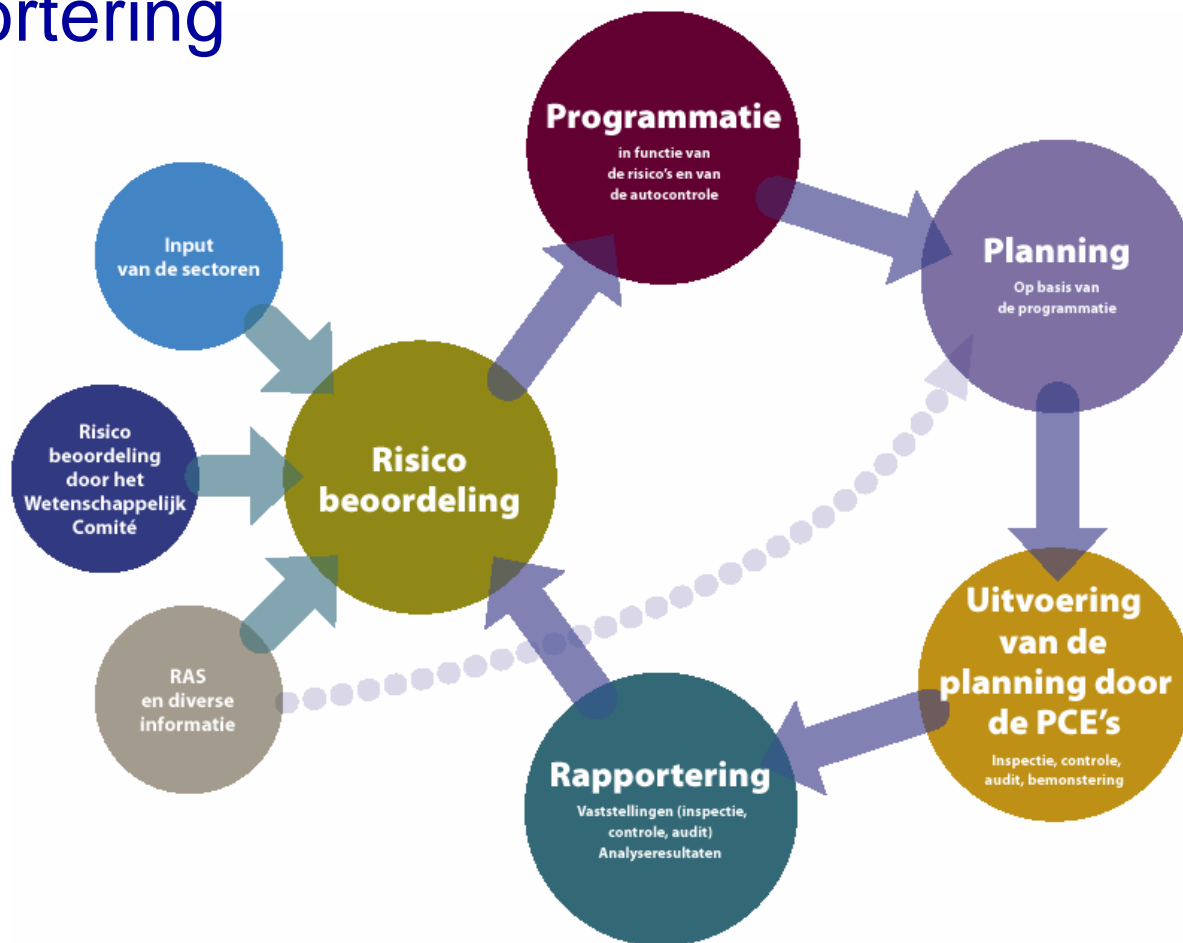 ortering
Programmatie
in functie van
de risico's en van
de autocontrole
Input
van de sectoren
Planning
Op basis van
de programmatie
Risico
beoordeling
door het
Wetenschappelijk
Comité
Risico
beoordeling
RAS
en diverse
informatie
Uitvoering
van de
planning door
de PCE's
Inspectie, controle,
audit, bemonstering
Rapportering
Vaststellingen (inspectie,
controle, audit)
Analyseresultaten